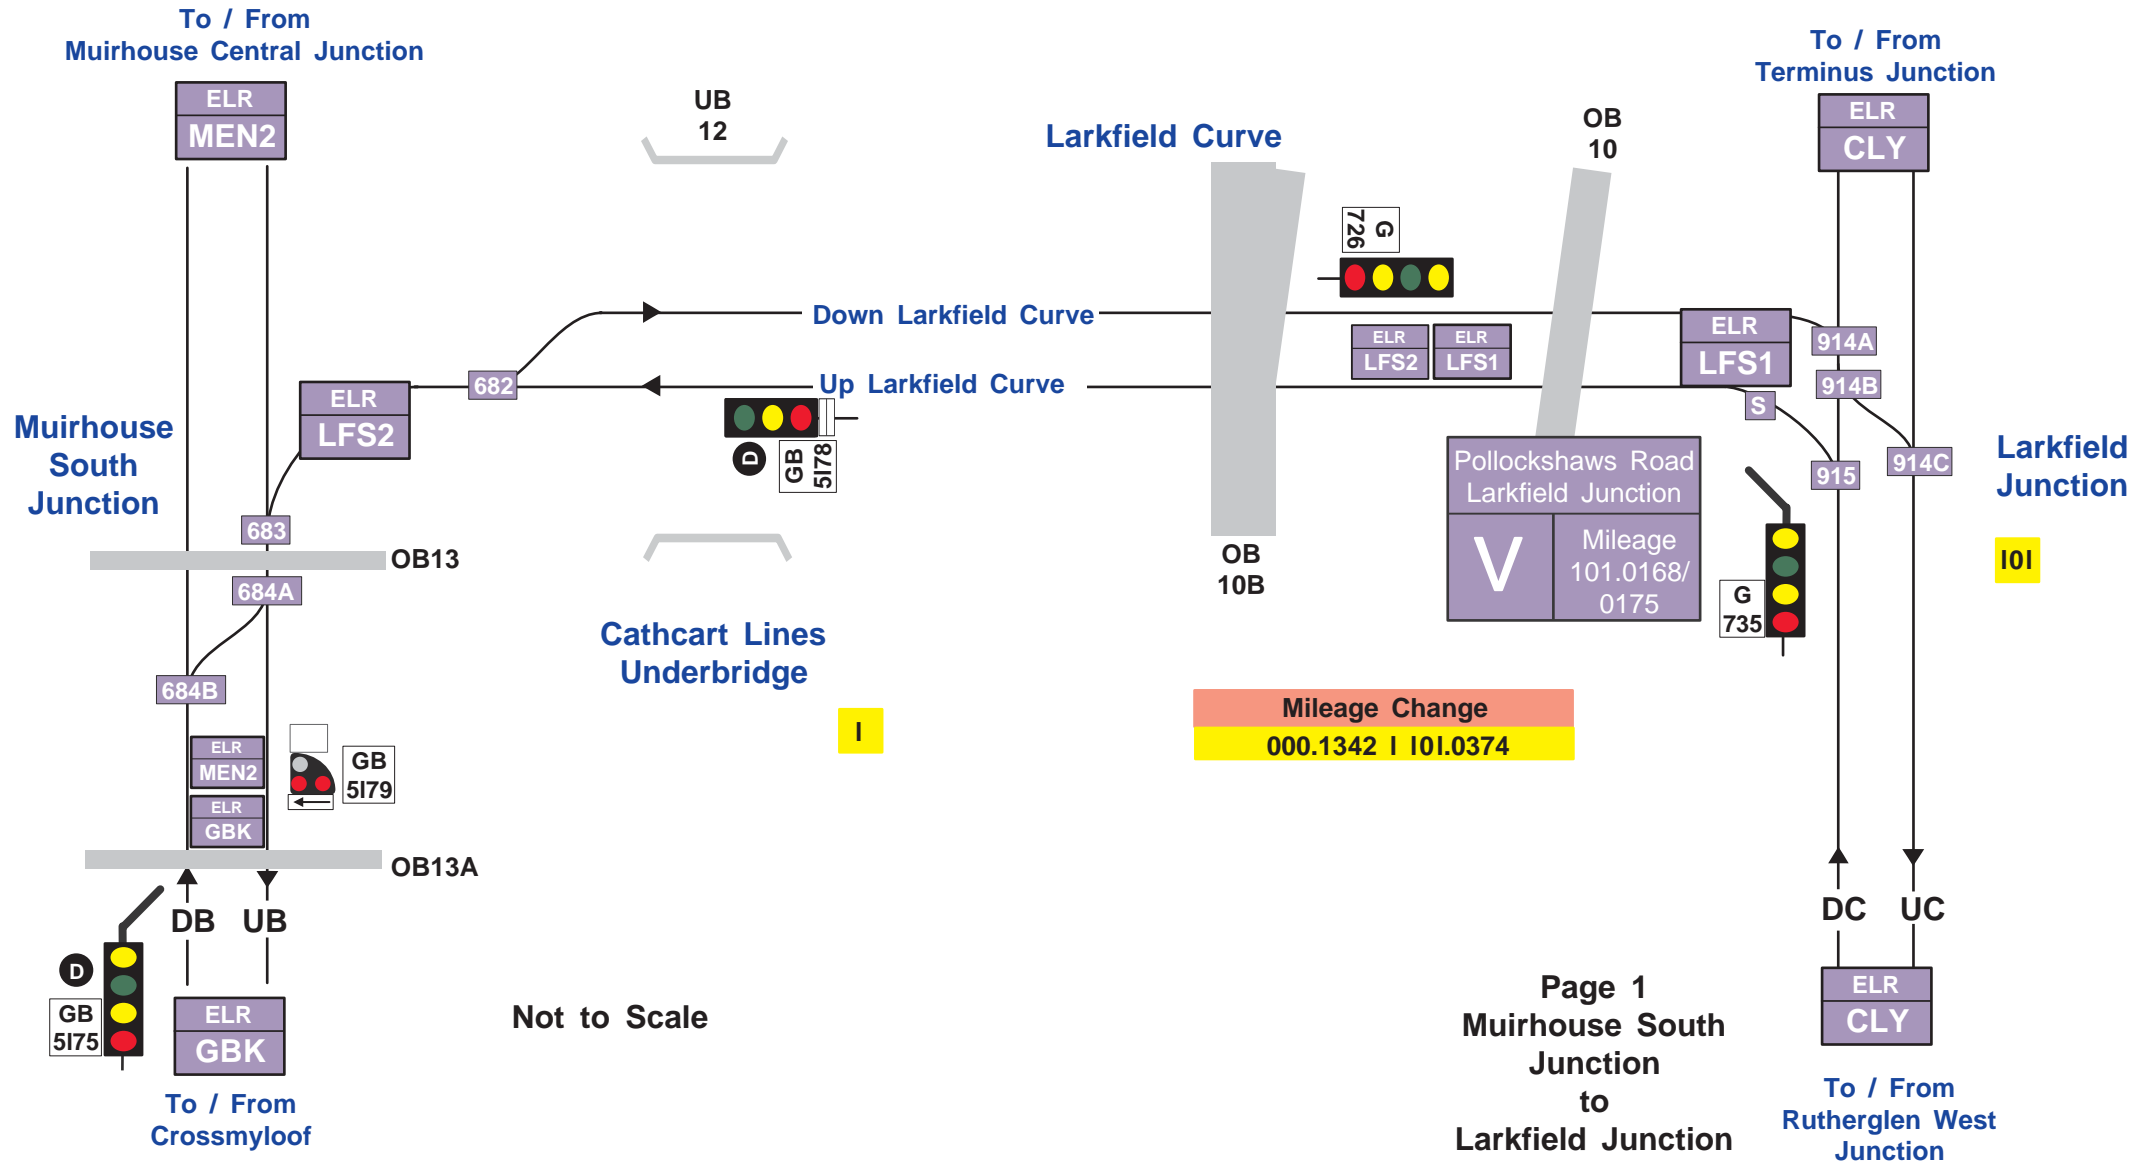 To / From
Muirhouse Central Junction
ELR
MEN2
UB
12
Larkfield Curve
OB
10
To / From
Terminus Junction
ELR
CLY
G
726
Down Larkfield Curve
Up Larkfield Curve
682
ELR
LFS2
ELR
LFS2
ELR
LFS1
ELR
LFS1
914A
914B
S
914C
915
Muirhouse
South
Junction
683
OB13
684A
684B
D
GB
5178
Cathcart Lines
Underbridge
1
OB
10B
Pollockshaws Road
Larkfield Junction
V
Mileage
101.0168/
0175
G
735
Larkfield
Junction
101
Mileage Change
000.1342 | 101.0374
ELR
MEN2
ELR
GBK
GB
5179
OB13A
DB
UB
D
GB
5175
ELR
GBK
To / From
Crossmyloof
Not to Scale
Page 1
Muirhouse South
Junction
to
Larkfield Junction
DC
UC
ELR
CLY
To / From
Rutherglen West
Junction